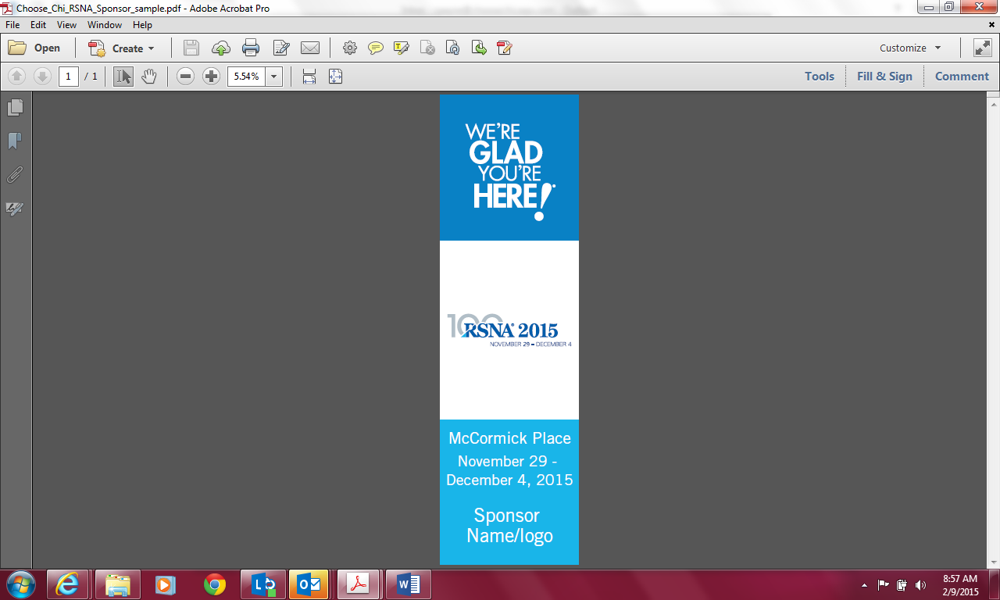 Choose_Chi_RSNA_Sponsor_sample.pdf - Adobe Acrobat Pro
File Edit View Window Help
Open Create Customize
1 / 1 5.54% Tools Fill & Sign Comment
WE'RE
GLAD
YOU'RE
HERE!
100
RSNA® 2015
NOVEMBER 29 – DECEMBER 4
McCormick Place
November 29 -
December 4, 2015
Sponsor
Name/logo
8:57 AM
2/9/2015